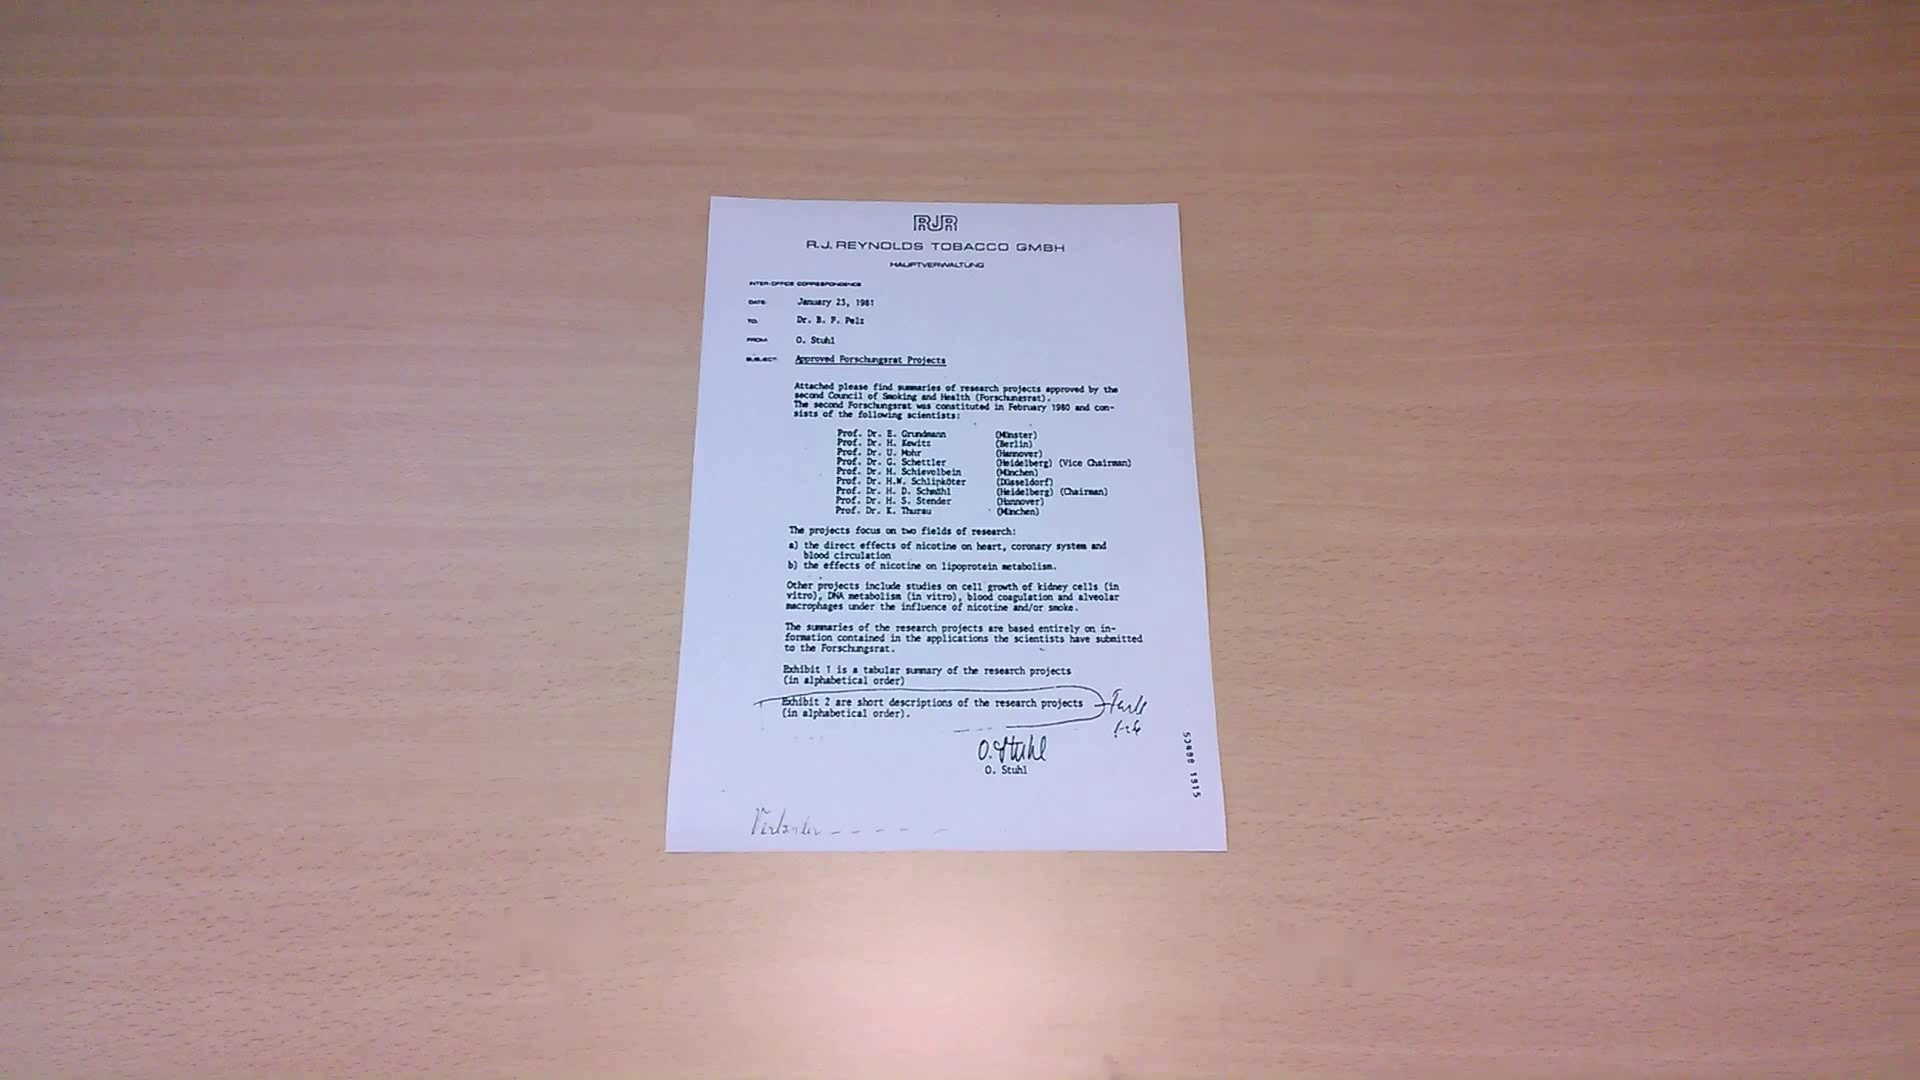 RJR
R.J. REYNOLDS TOBACCO GMBH
HAUPTVERWALTUNG
INTER-OFFICE CORRESPONDENCE
DATE: January 23, 1981
TO: Dr. B. F. Pelz
FROM: O. Stuhl
SUBJECT: Approved Forschungsrat Projects
Attached please find summaries of research projects approved by the
second Council of Smoking and Health (Forschungsrat).
The second Forschungsrat was constituted in February 1980 and con-
sists of the following scientists:
Prof. Dr. E. Grundmann (Münster)
Prof. Dr. H. Kewitz (Berlin)
Prof. Dr. U. Mohr (Hannover)
Prof. Dr. G. Schettler (Heidelberg) (Vice Chairman)
Prof. Dr. H. Schievelbein (München)
Prof. Dr. H.W. Schlipköter (Düsseldorf)
Prof. Dr. H. D. Schmähl (Heidelberg) (Chairman)
Prof. Dr. H. S. Stender (Hannover)
Prof. Dr. K. Thurau (München)
The projects focus on two fields of research:
a) the direct effects of nicotine on heart, coronary system and
blood circulation
b) the effects of nicotine on lipoprotein metabolism.
Other projects include studies on cell growth of kidney cells (in
vitro), DNA metabolism (in vitro), blood coagulation and alveolar
macrophages under the influence of nicotine and/or smoke.
The summaries of the research projects are based entirely on in-
formation contained in the applications the scientists have submitted
to the Forschungsrat.
Exhibit 1 is a tabular summary of the research projects
(in alphabetical order)
Exhibit 2 are short descriptions of the research projects
(in alphabetical order).
O. Stuhl
O. Stuhl